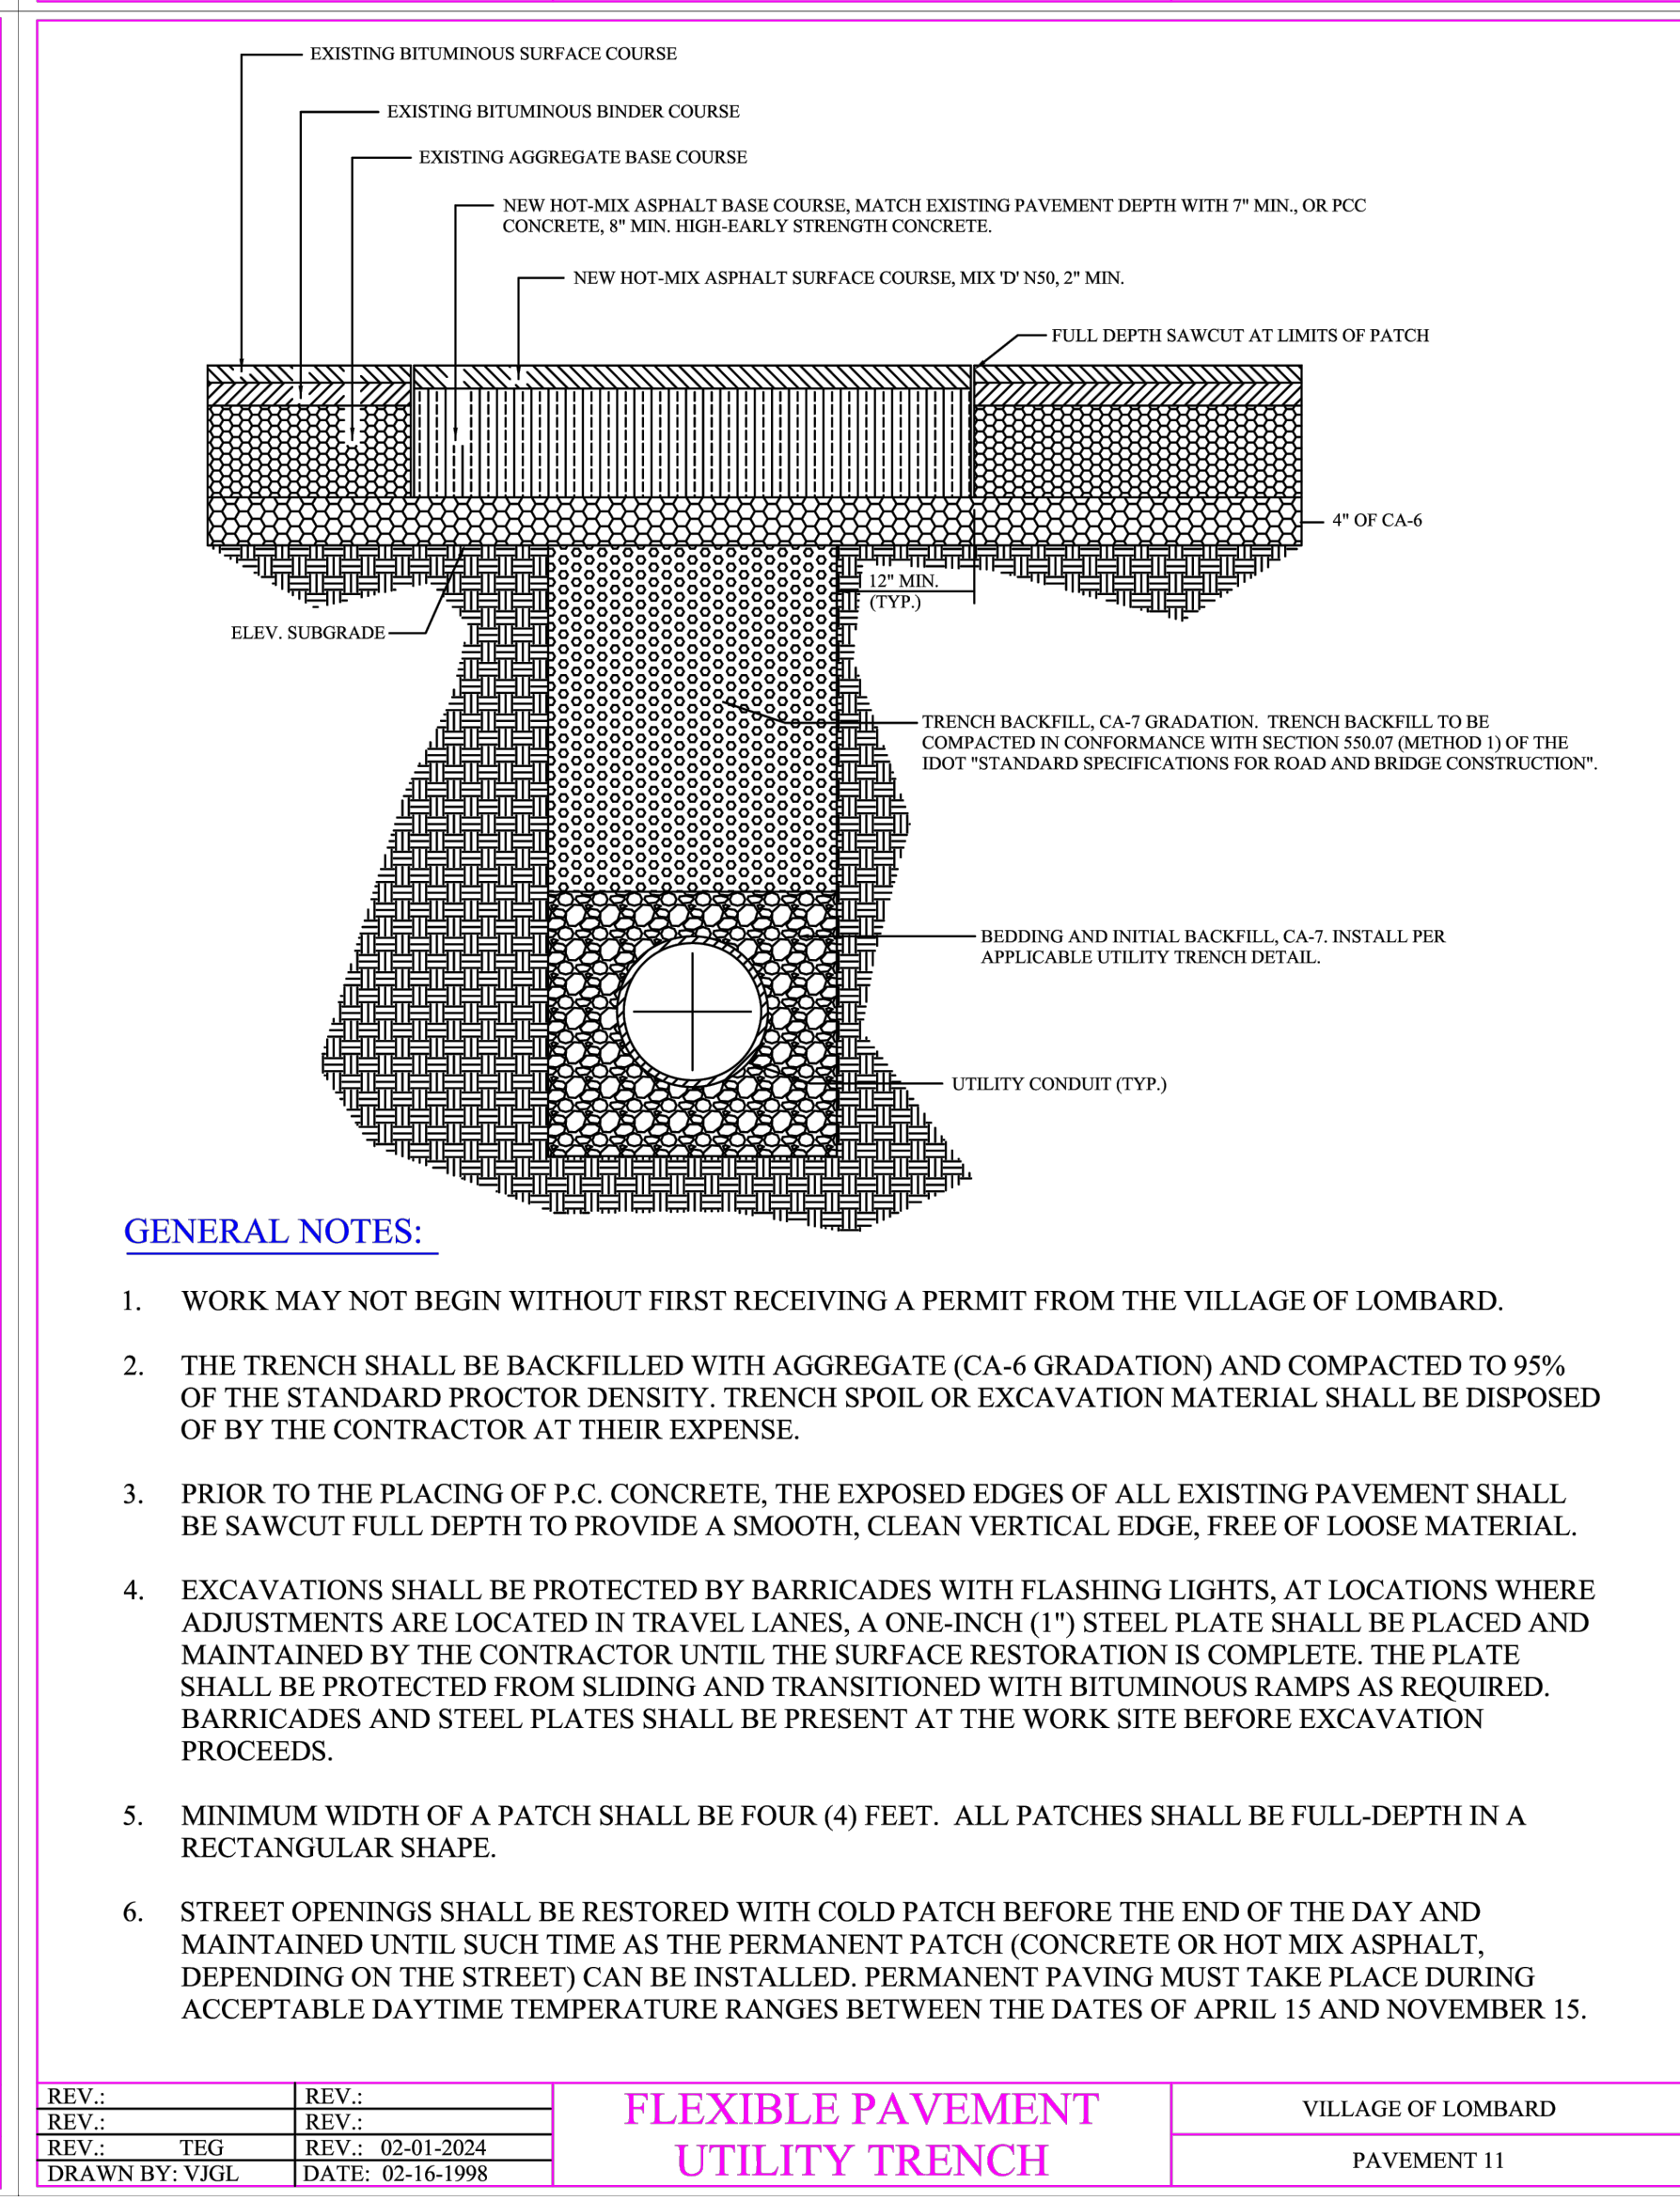 EXISTING BITUMINOUS SURFACE COURSE
EXISTING BITUMINOUS BINDER COURSE
EXISTING AGGREGATE BASE COURSE
NEW HOT-MIX ASPHALT BASE COURSE, MATCH EXISTING PAVEMENT DEPTH WITH 7" MIN., OR PCC
CONCRETE, 8" MIN. HIGH-EARLY STRENGTH CONCRETE.
NEW HOT-MIX ASPHALT SURFACE COURSE, MIX 'D' N50, 2" MIN.
FULL DEPTH SAWCUT AT LIMITS OF PATCH
4" OF CA-6
12" MIN.
(TYP.)
ELEV. SUBGRADE
TRENCH BACKFILL, CA-7 GRADATION. TRENCH BACKFILL TO BE
COMPACTED IN CONFORMANCE WITH SECTION 550.07 (METHOD 1) OF THE
IDOT "STANDARD SPECIFICATIONS FOR ROAD AND BRIDGE CONSTRUCTION".
BEDDING AND INITIAL BACKFILL, CA-7. INSTALL PER
APPLICABLE UTILITY TRENCH DETAIL.
UTILITY CONDUIT (TYP.)
GENERAL NOTES:
1. WORK MAY NOT BEGIN WITHOUT FIRST RECEIVING A PERMIT FROM THE VILLAGE OF LOMBARD.
2. THE TRENCH SHALL BE BACKFILLED WITH AGGREGATE (CA-6 GRADATION) AND COMPACTED TO 95%
OF THE STANDARD PROCTOR DENSITY. TRENCH SPOIL OR EXCAVATION MATERIAL SHALL BE DISPOSED
OF BY THE CONTRACTOR AT THEIR EXPENSE.
3. PRIOR TO THE PLACING OF P.C. CONCRETE, THE EXPOSED EDGES OF ALL EXISTING PAVEMENT SHALL
BE SAWCUT FULL DEPTH TO PROVIDE A SMOOTH, CLEAN VERTICAL EDGE, FREE OF LOOSE MATERIAL.
4. EXCAVATIONS SHALL BE PROTECTED BY BARRICADES WITH FLASHING LIGHTS, AT LOCATIONS WHERE
ADJUSTMENTS ARE LOCATED IN TRAVEL LANES, A ONE-INCH (1") STEEL PLATE SHALL BE PLACED AND
MAINTAINED BY THE CONTRACTOR UNTIL THE SURFACE RESTORATION IS COMPLETE. THE PLATE
SHALL BE PROTECTED FROM SLIDING AND TRANSITIONED WITH BITUMINOUS RAMPS AS REQUIRED.
BARRICADES AND STEEL PLATES SHALL BE PRESENT AT THE WORK SITE BEFORE EXCAVATION
PROCEEDS.
5. MINIMUM WIDTH OF A PATCH SHALL BE FOUR (4) FEET. ALL PATCHES SHALL BE FULL-DEPTH IN A
RECTANGULAR SHAPE.
6. STREET OPENINGS SHALL BE RESTORED WITH COLD PATCH BEFORE THE END OF THE DAY AND
MAINTAINED UNTIL SUCH TIME AS THE PERMANENT PATCH (CONCRETE OR HOT MIX ASPHALT,
DEPENDING ON THE STREET) CAN BE INSTALLED. PERMANENT PAVING MUST TAKE PLACE DURING
ACCEPTABLE DAYTIME TEMPERATURE RANGES BETWEEN THE DATES OF APRIL 15 AND NOVEMBER 15.
REV.: REV.:
REV.: REV.:
REV.: TEG REV.: 02-01-2024
DRAWN BY: VJGL DATE: 02-16-1998
FLEXIBLE PAVEMENT
UTILITY TRENCH
VILLAGE OF LOMBARD
PAVEMENT 11